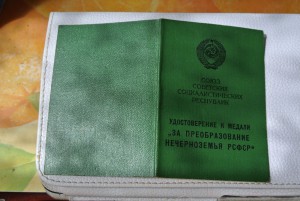 СОЮЗ
СОВЕТСКИХ
СОЦИАЛИСТИЧЕСКИХ
РЕСПУБЛИК
УДОСТОВЕРЕНИЕ К МЕДАЛИ
„ЗА ПРЕОБРАЗОВАНИЕ
НЕЧЕРНОЗЕМЬЯ РСФСР“